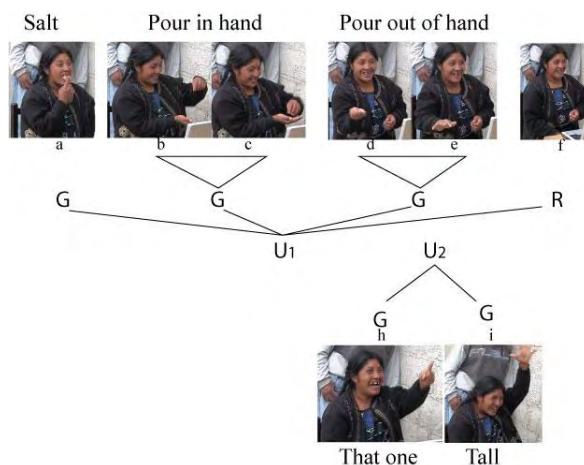 Salt Pour in hand Pour out of hand
a b c d e f
G G G R
U1 U2
G G
h i
That one Tall